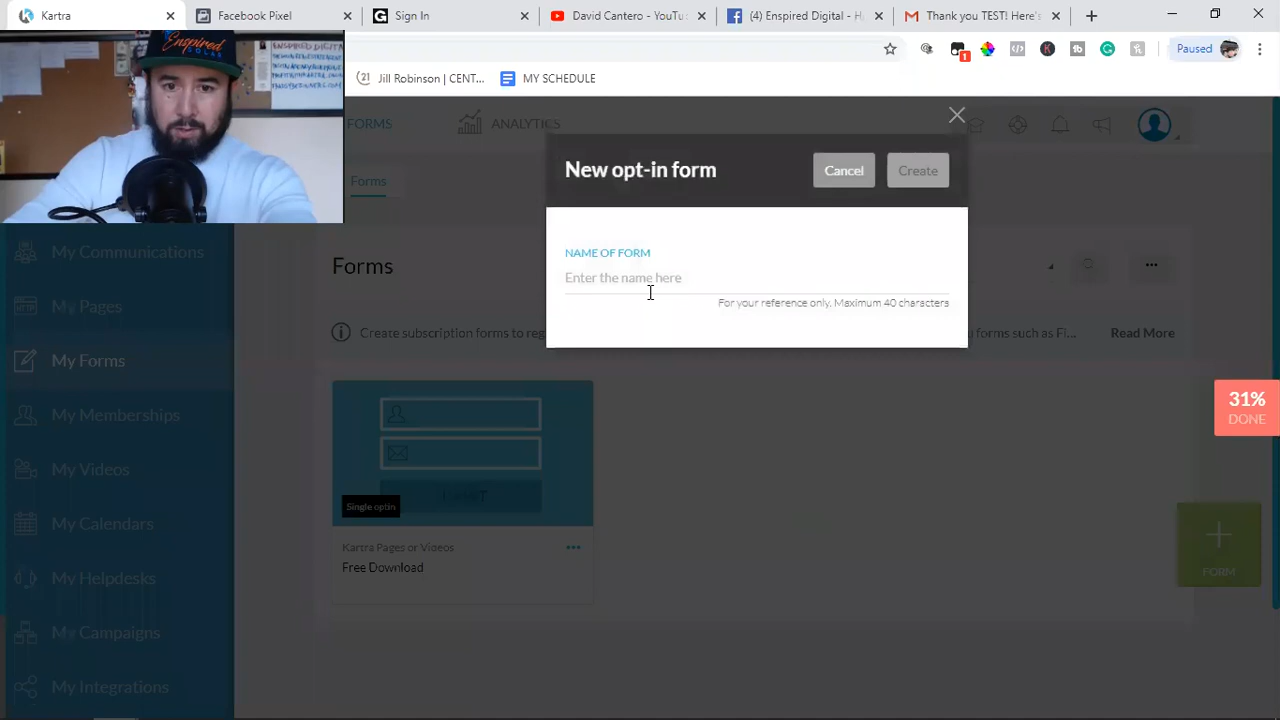 Kartra
Facebook Pixel
Sign In
David Cantero - YouTu
(4) Enspired Digital - H
Thank you TEST! Here's
Jill Robinson | CENT...
MY SCHEDULE
1
Paused
Enspired
SOLAR
FORMS
ANALYTICS
Forms
New opt-in form
Cancel
Create
NAME OF FORM
Enter the name here
For your reference only. Maximum 40 characters
Forms
Create subscription forms to reg
u forms such as Fi...
Read More
My Communications
My Pages
My Forms
My Memberships
My Videos
My Calendars
My Helpdesks
My Campaigns
My Integrations
Single optin
Kartra Pages or Videos
Free Download
31%
DONE
FORM